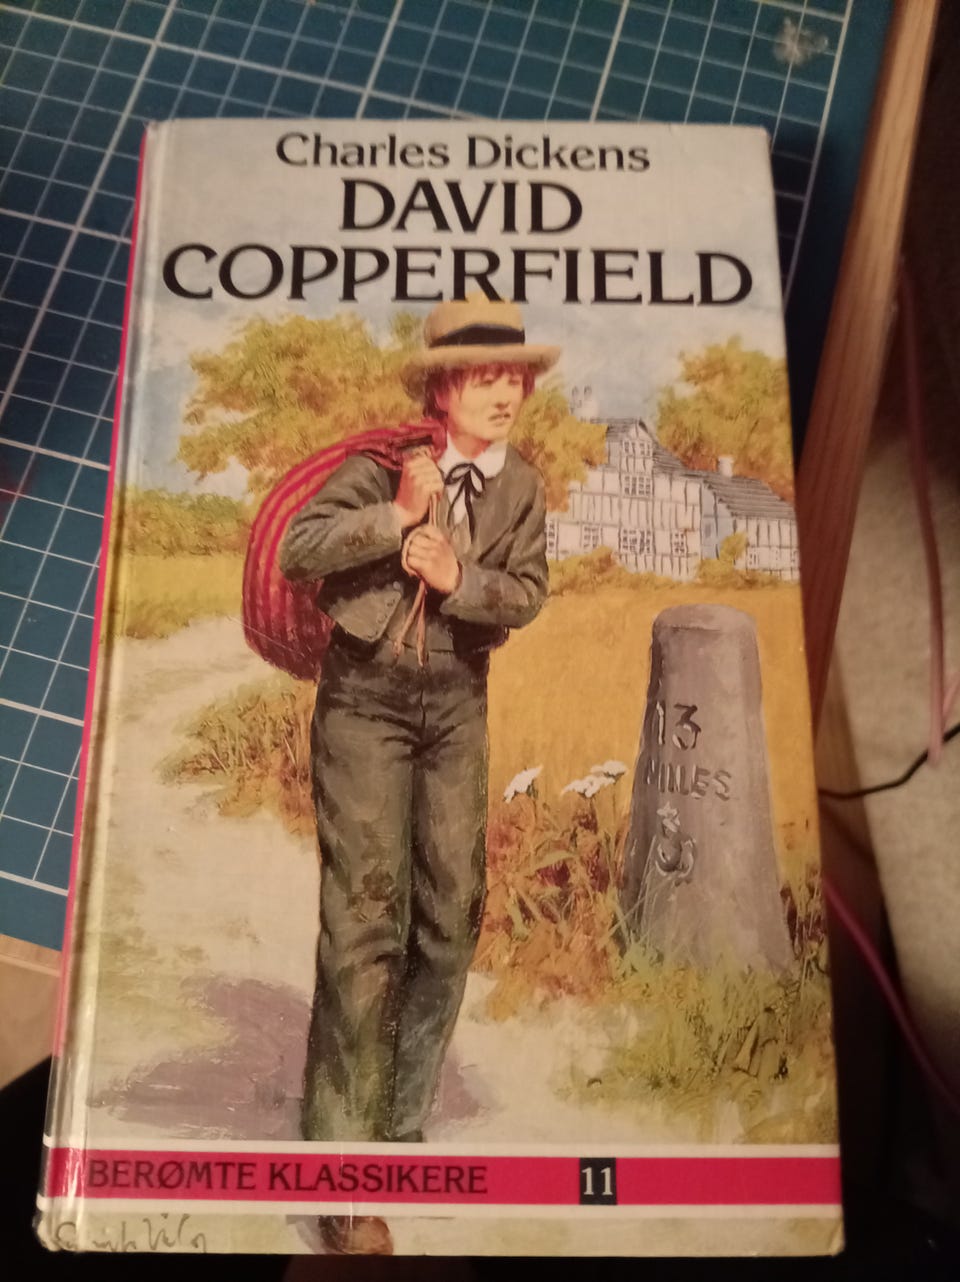 Charles Dickens
DAVID
COPPERFIELD
13
MILES
BERØMTE KLASSIKERE 11